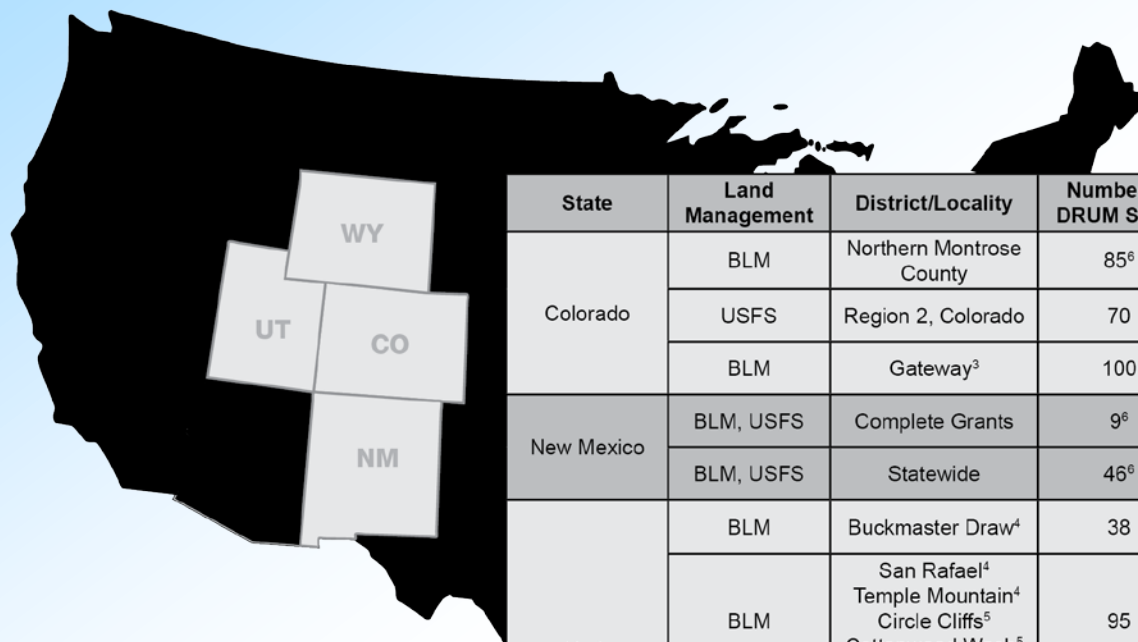 WY
UT
CO
NM
State
Land
Management
District/Locality
DRUM
Colorado
BLM
Northern Montrose
County
85⁶
USFS
Region 2, Colorado
70
BLM
Gateway³
100
New Mexico
BLM, USFS
Complete Grants
9⁶
BLM, USFS
Statewide
46⁶
BLM
Buckmaster Draw⁴
38
BLM
San Rafael⁴
Temple Mountain⁴
Circle Cliffs⁵
95